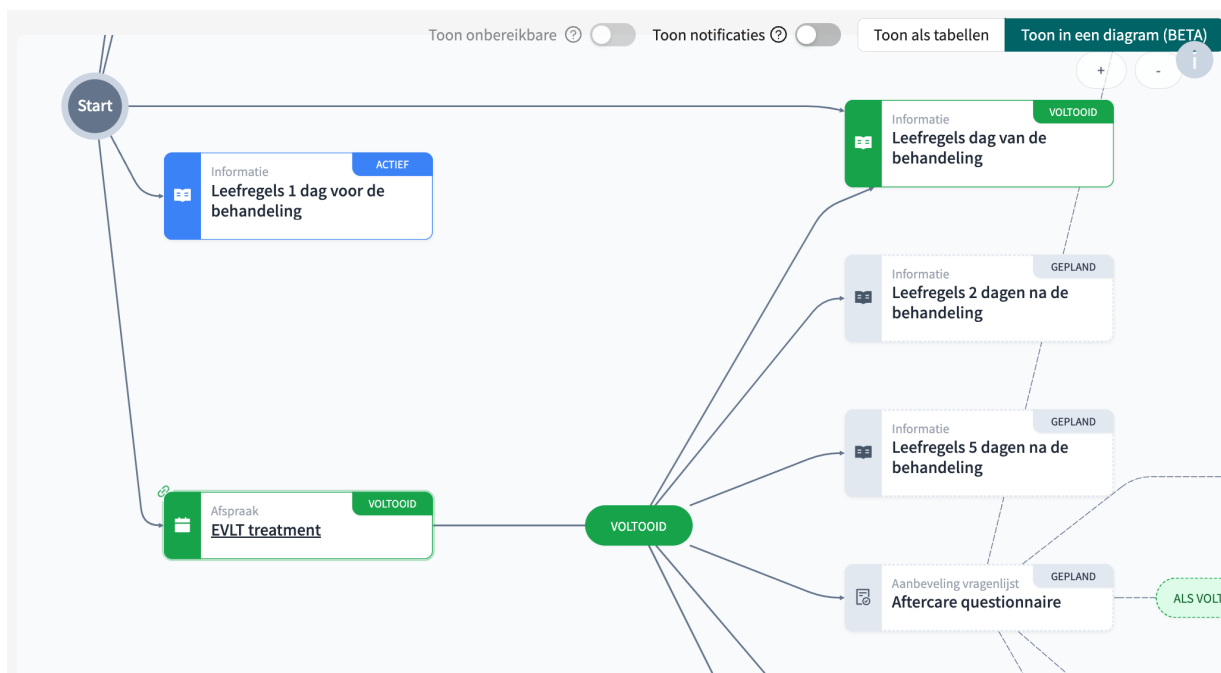 Toon onbereikbare ?
Toon notificaties ?
Toon als tabellen
Toon in een diagram (BETA)
i
+
-
Start
Informatie
VOLTOOID
Leefregels dag van de
behandeling
Informatie
ACTIEF
Leefregels 1 dag voor de
behandeling
Informatie
GEPLAND
Leefregels 2 dagen na de
behandeling
Informatie
GEPLAND
Leefregels 5 dagen na de
behandeling
Afspraak
VOLTOOID
EVLT treatment
VOLTOOID
Aanbeveling vragenlijst
GEPLAND
Aftercare questionnaire
ALS VOLT